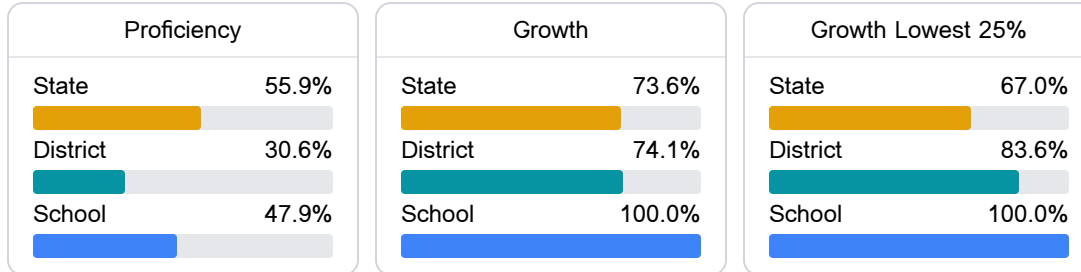 Proficiency
State 55.9%
District 30.6%
School 47.9%
Growth
State 73.6%
District 74.1%
School 100.0%
Growth Lowest 25%
State 67.0%
District 83.6%
School 100.0%